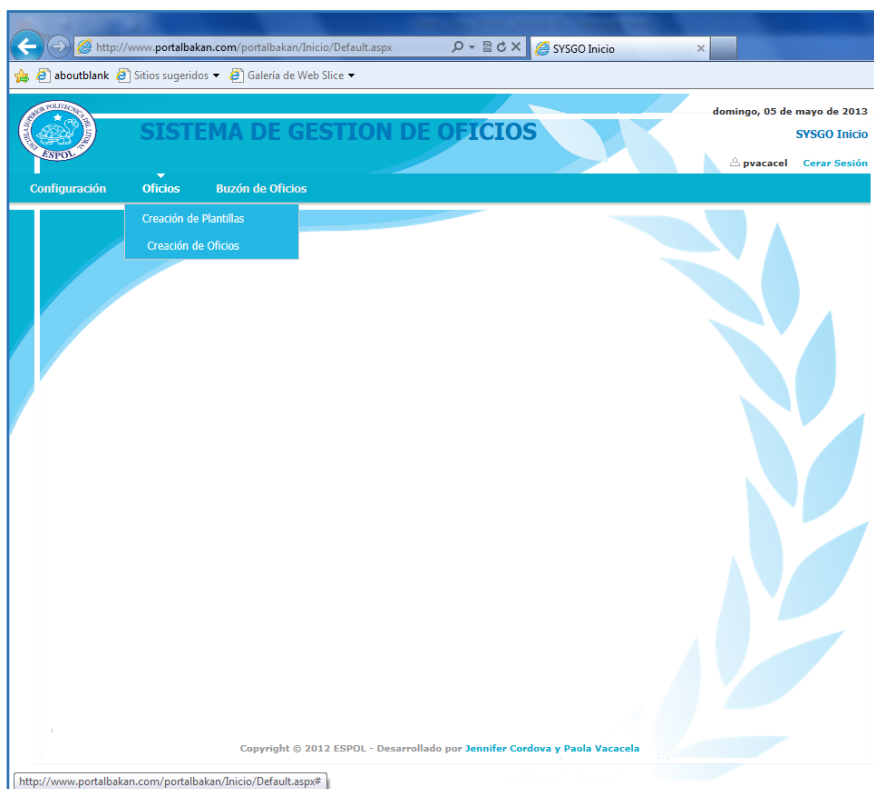 http://www.portalbakan.com/portalbakan/Inicio/Default.aspx
SYSGO Inicio
aboutblank Sitios sugeridos Galería de Web Slice
domingo, 05 de mayo de 2013
ESPOL
SISTEMA DE GESTION DE OFICIOS
SYSGO Inicio
pvacacel Cerar Sesión
Configuración Oficios Buzón de Oficios
Creación de Plantillas
Creación de Oficios
Copyright © 2012 ESPOL - Desarrollado por Jennifer Cordova y Paola Vacacela
http://www.portalbakan.com/portalbakan/Inicio/Default.aspx#